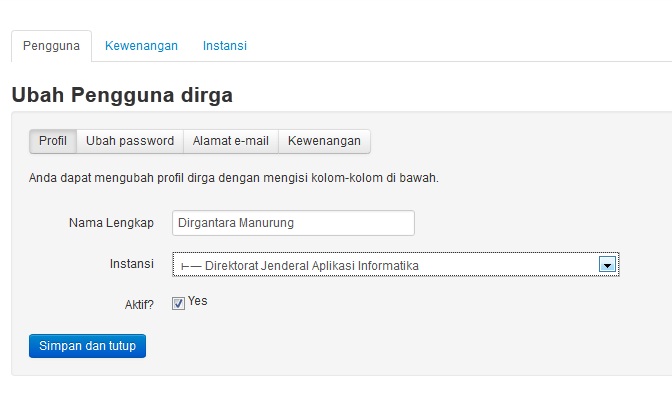 Pengguna Kewenangan Instansi
Ubah Pengguna dirga
Profil Ubah password Alamat e-mail Kewenangan
Anda dapat mengubah profil dirga dengan mengisi kolom-kolom di bawah.
Nama Lengkap Dirgantara Manurung
Instansi ⊢— Direktorat Jenderal Aplikasi Informatika
Aktif? Yes
Simpan dan tutup